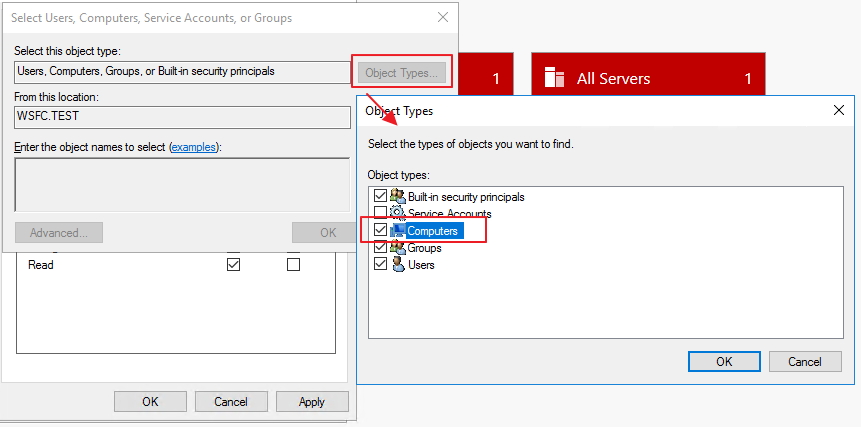 Select Users, Computers, Service Accounts, or Groups
Select this object type:
Users, Computers, Groups, or Built-in security principals
Object Types...
From this location:
WSFC.TEST
Enter the object names to select (examples):
Advanced...
OK
Read
OK
Cancel
Apply
1
All Servers
1
Object Types
Select the types of objects you want to find.
Object types:
Built-in security principals
Service Accounts
Computers
Groups
Users
OK
Cancel